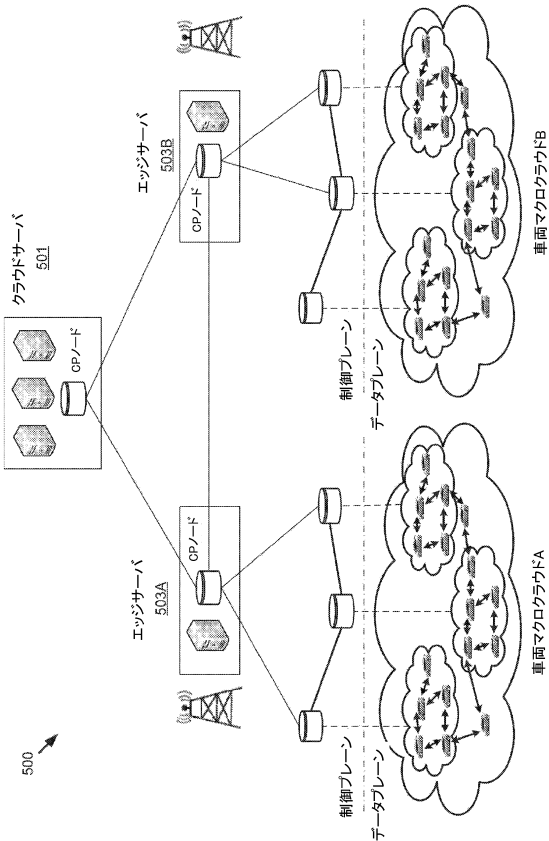 500
クラウドサーバ
501
CPノード
エッジサーバ
503A
CPノード
エッジサーバ
503B
CPノード
制御プレーン
データプレーン
制御プレーン
データプレーン
車両マクロクラウドA
車両マクロクラウドB